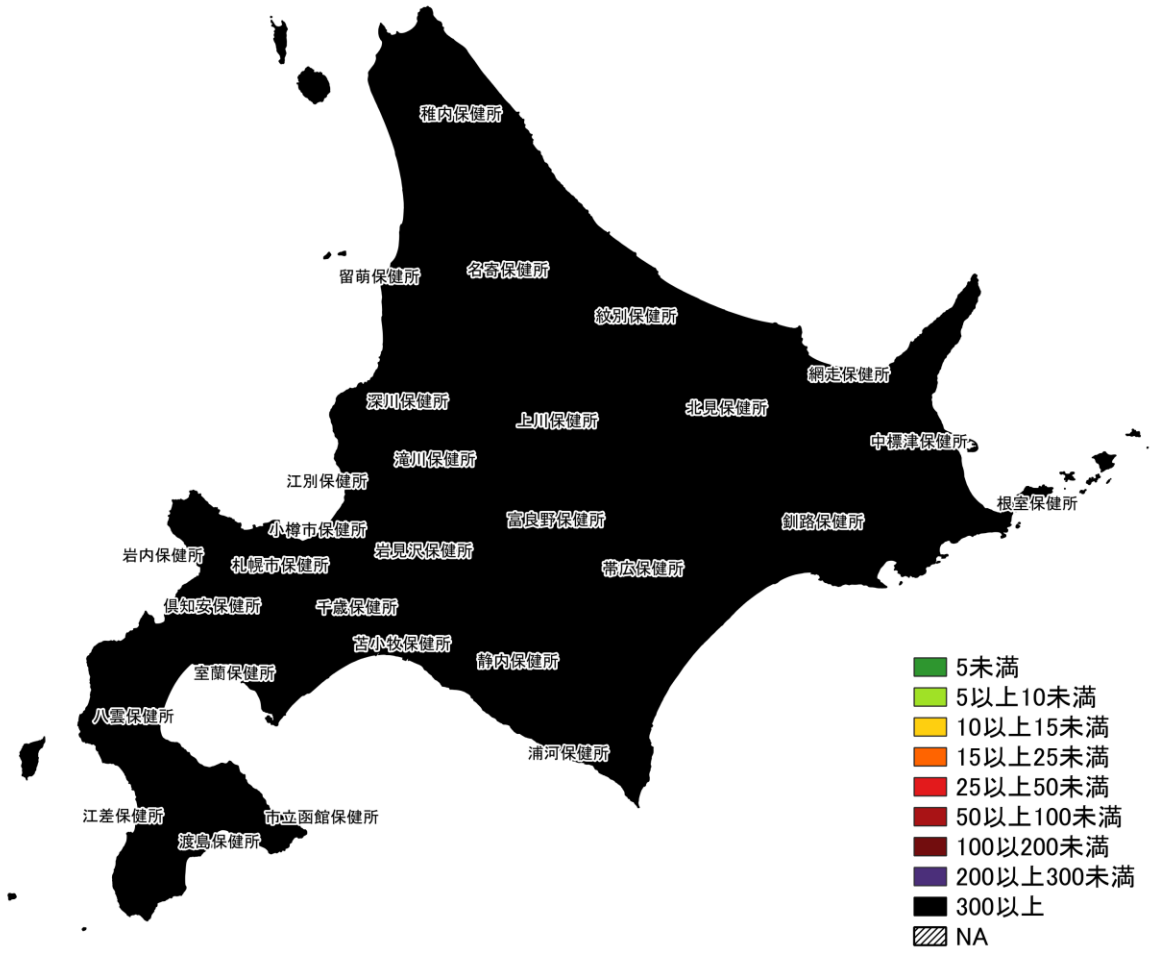 稚内保健所
留萌保健所
名寄保健所
紋別保健所
網走保健所
深川保健所
上川保健所
北見保健所
中標津保健所
滝川保健所
江別保健所
根室保健所
小樽市保健所
富良野保健所
釧路保健所
岩内保健所
札幌市保健所
岩見沢保健所
帯広保健所
倶知安保健所
千歳保健所
苫小牧保健所
静内保健所
室蘭保健所
八雲保健所
浦河保健所
江差保健所
市立函館保健所
渡島保健所
5未満
5以上10未満
10以上15未満
15以上25未満
25以上50未満
50以上100未満
100以200未満
200以上300未満
300以上
NA